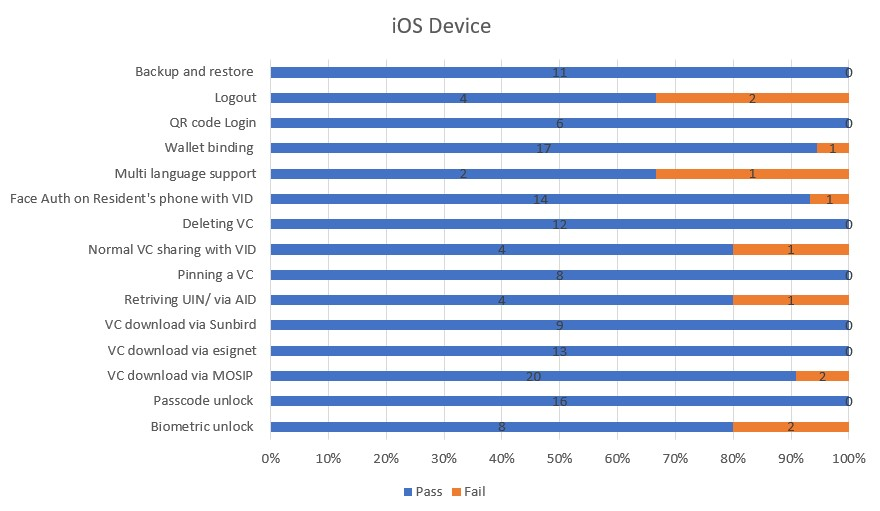 iOS Device
Backup and restore 11 0
Logout 4 2
QR code Login 6 0
Wallet binding 17 1
Multi language support 2 1
Face Auth on Resident's phone with VID 14 1
Deleting VC 12 0
Normal VC sharing with VID 4 1
Pinning a VC 8 0
Retriving UIN/ via AID 4 1
VC download via Sunbird 9 0
VC download via esignet 13 0
VC download via MOSIP 20 2
Passcode unlock 16 0
Biometric unlock 8 2
0% 10% 20% 30% 40% 50% 60% 70% 80% 90% 100%
Pass Fail